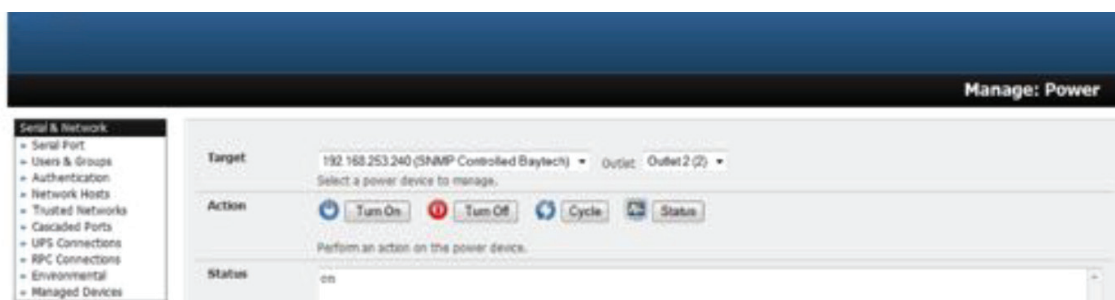 Manage: Power
Serial & Network
Serial Port
Users & Groups
Authentication
Network Hosts
Trusted Networks
Cascaded Ports
UPS Connections
RPC Connections
Environmental
Managed Devices
Target
192.168.253.240 (SNMP Controlled Baytech) Outlet Outlet 2 (2)
Select a power device to manage.
Action
Turn On Turn Off Cycle Status
Perform an action on the power device.
Status
on